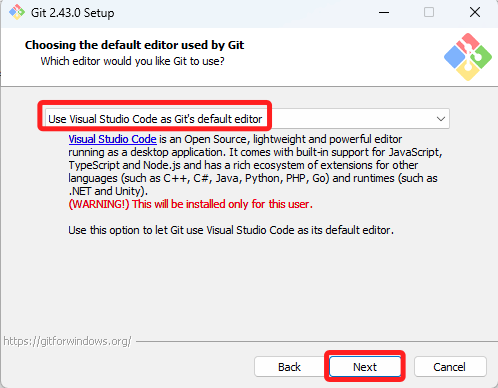 Git 2.43.0 Setup
Choosing the default editor used by Git
Which editor would you like Git to use?
Use Visual Studio Code as Git's default editor
Visual Studio Code is an Open Source, lightweight and powerful editor
running as a desktop application. It comes with built-in support for JavaScript,
TypeScript and Node.js and has a rich ecosystem of extensions for other
languages (such as C++, C#, Java, Python, PHP, Go) and runtimes (such as
.NET and Unity).
(WARNING!) This will be installed only for this user.
Use this option to let Git use Visual Studio Code as its default editor.
https://gitforwindows.org/
Back Next Cancel